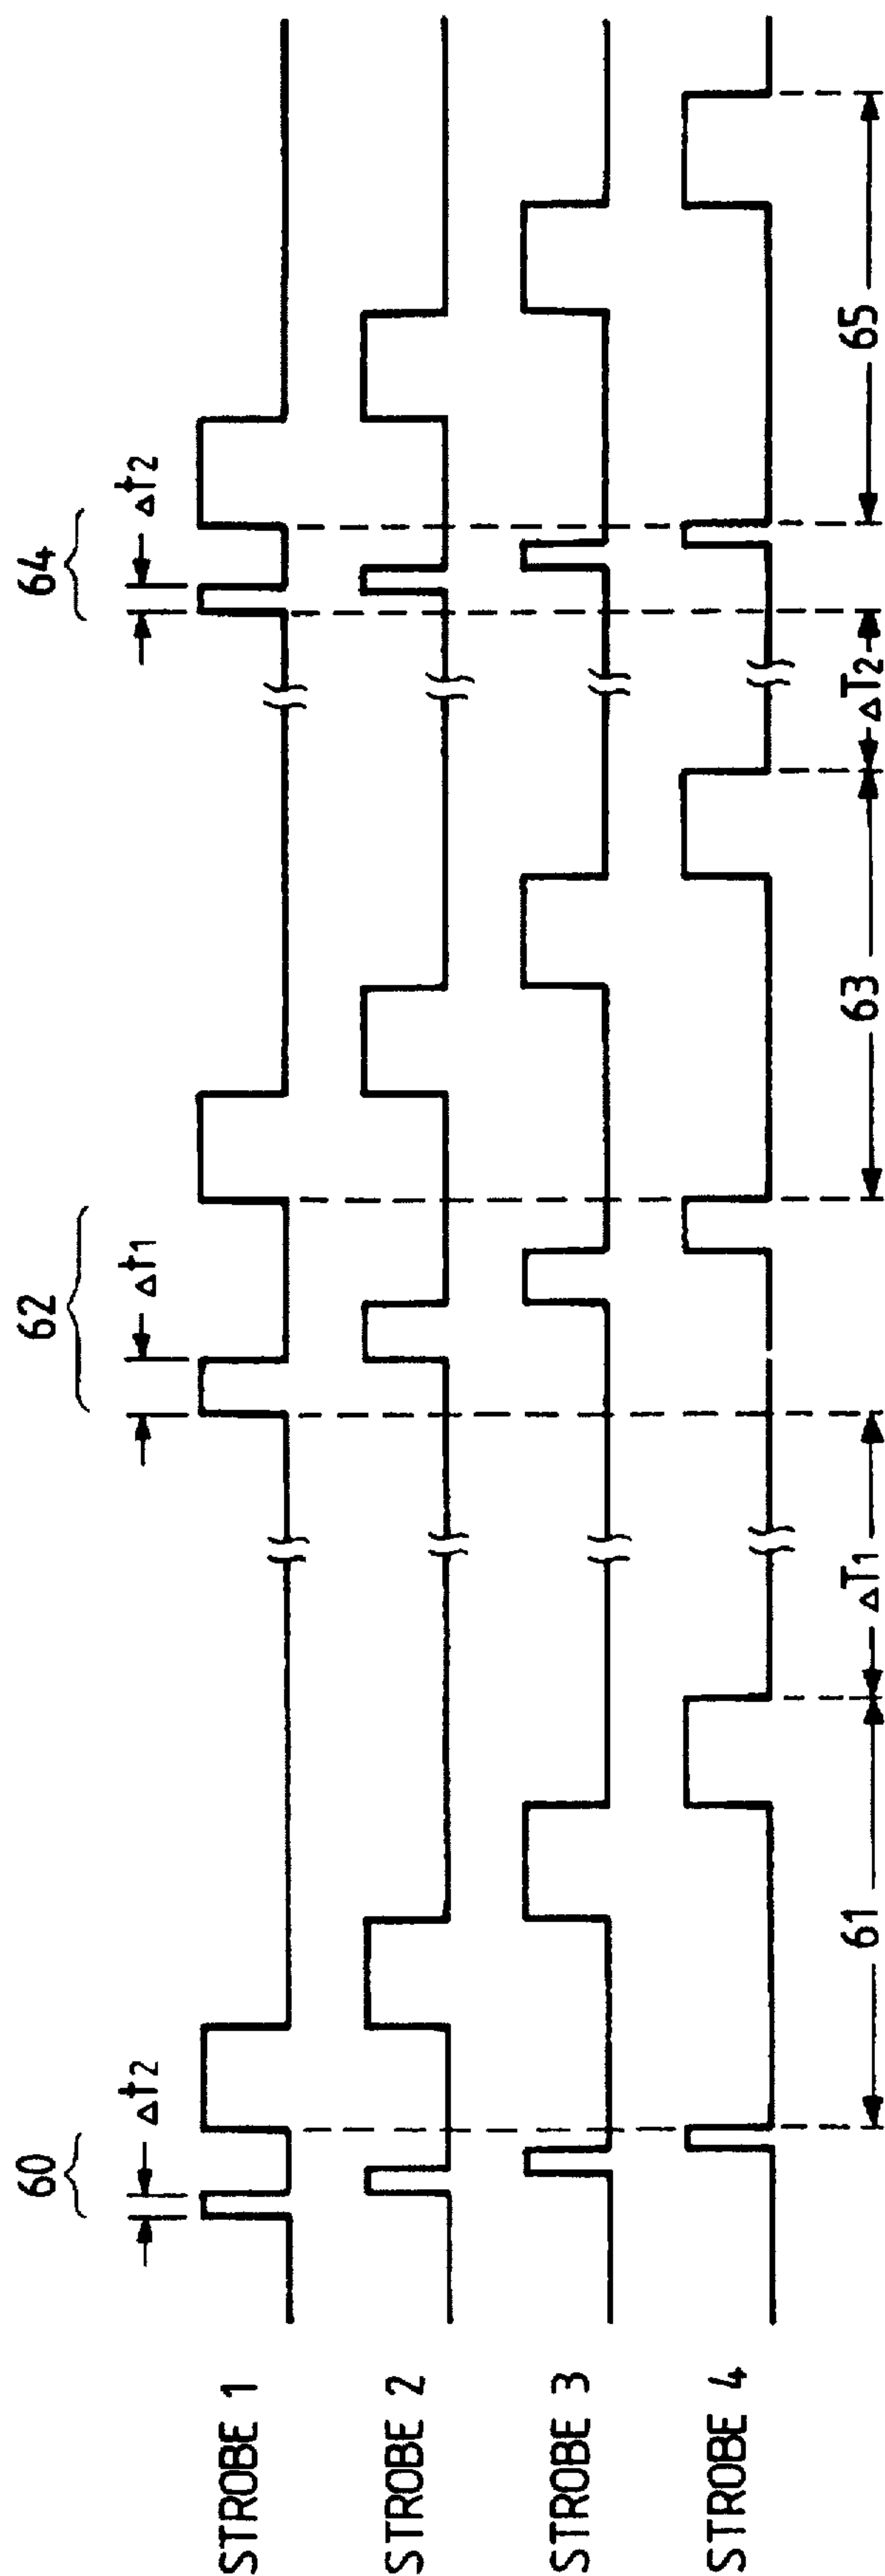 60
62
64
Δt2
Δt1
Δt2
STROBE 1
STROBE 2
STROBE 3
STROBE 4
61
ΔT1
63
ΔT2
65